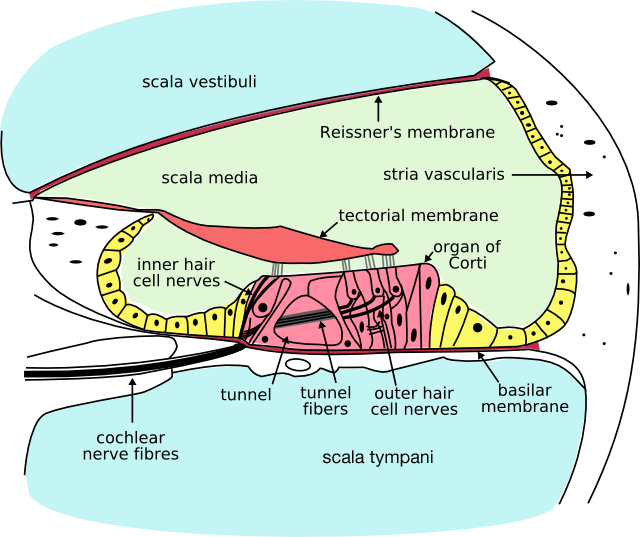 scala vestibuli
Reissner's membrane
scala media
stria vascularis
tectorial membrane
organ of
Corti
inner hair
cell nerves
tunnel
tunnel
fibers
outer hair
cell nerves
basilar
membrane
cochlear
nerve fibres
scala tympani